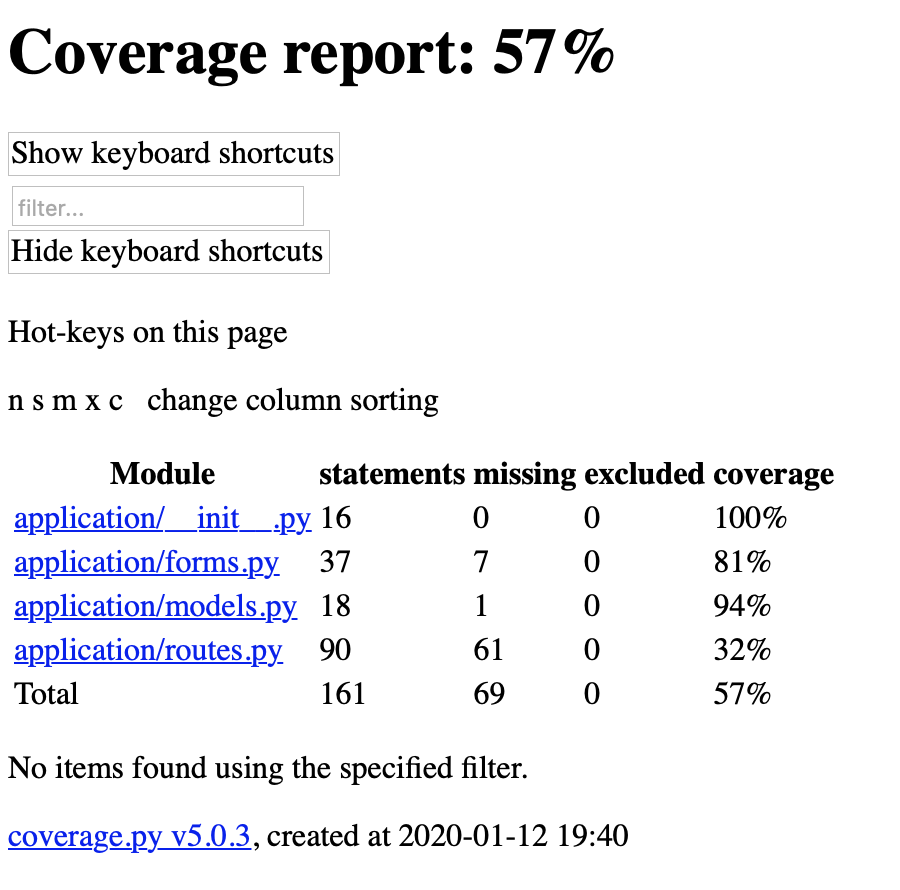 Coverage report: 57%
Show keyboard shortcuts
filter...
Hide keyboard shortcuts
Hot-keys on this page
n s m x c change column sorting
Module statements missing excluded coverage
application/__init__.py 16 0 0 100%
application/forms.py 37 7 0 81%
application/models.py 18 1 0 94%
application/routes.py 90 61 0 32%
Total 161 69 0 57%
No items found using the specified filter.
coverage.py v5.0.3, created at 2020-01-12 19:40